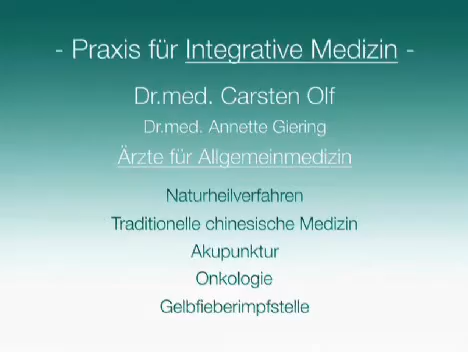 - Praxis für Integrative Medizin -
Dr.med. Carsten Olf
Dr.med. Annette Giering
Ärzte für Allgemeinmedizin
Naturheilverfahren
Traditionelle chinesische Medizin
Akupunktur
Onkologie
Gelbfieberimpfstelle